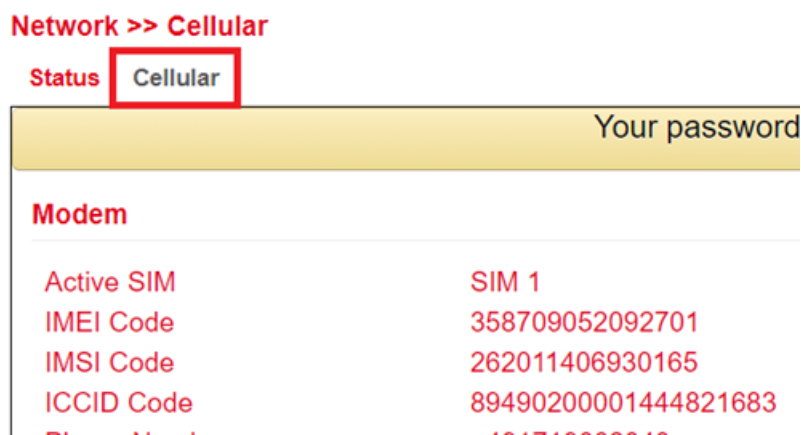 Network >> Cellular
Status Cellular
Your password
Modem
Active SIM SIM 1
IMEI Code 358709052092701
IMSI Code 262011406930165
ICCID Code 89490200001444821683